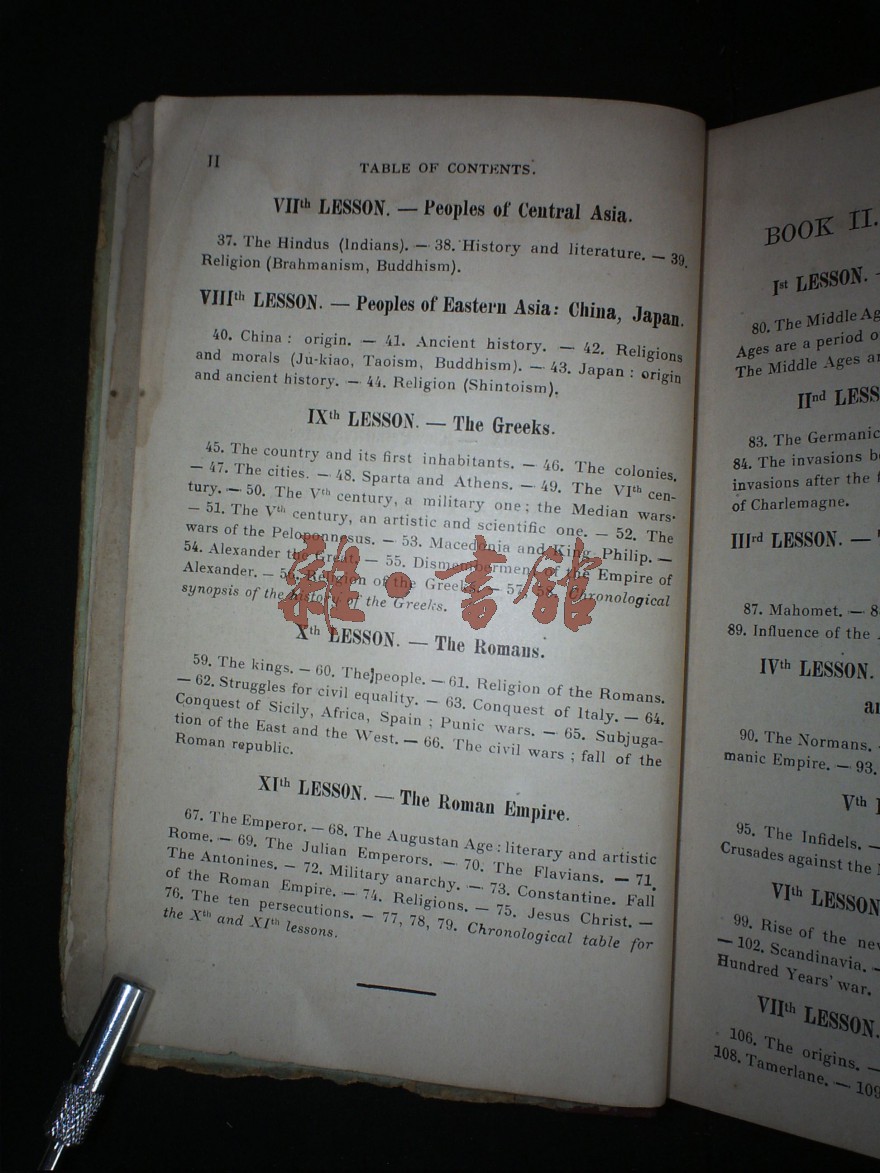 II
TABLE OF CONTENTS.
VIIth LESSON. — Peoples of Central Asia.
37. The Hindus (Indians). — 38. History and literature. — 39.
Religion (Brahmanism, Buddhism).
VIIIth LESSON. — Peoples of Eastern Asia: China, Japan.
40. China : origin. — 41. Ancient history. — 42. Religions
and morals (Ju-kiao, Taoism, Buddhism). — 43. Japan : origin
and ancient history. — 44. Religion (Shintoism).
IXth LESSON. — The Greeks.
45. The country and its first inhabitants. — 46. The colonies.
— 47. The cities. — 48. Sparta and Athens. — 49. The VIth cen-
tury. — 50. The Vth century, a military one; the Median wars.
— 51. The Vth century, an artistic and scientific one. — 52. The
wars of the Peloponnesus. — 53. Macedonia and King Philip. —
54. Alexander the Great. — 55. Dismemberment of the Empire of
Alexander. — 56. Religion of the Greeks. — 57, 58. Chronological
synopsis of the history of the Greeks.
雜·書館
Xth LESSON. — The Romans.
59. The kings. — 60. The people. — 61. Religion of the Romans.
— 62. Struggles for civil equality. — 63. Conquest of Italy. — 64.
Conquest of Sicily, Africa, Spain ; Punic wars. — 65. Subjuga-
tion of the East and the West. — 66. The civil wars ; fall of the
Roman republic.
XIth LESSON. — The Roman Empire.
67. The Emperor. — 68. The Augustan Age : literary and artistic
Rome. — 69. The Julian Emperors. — 70. The Flavians. — 71.
The Antonines. — 72. Military anarchy. — 73. Constantine. Fall
of the Roman Empire. — 74. Religions. — 75. Jesus Christ. —
76. The ten persecutions. — 77, 78, 79. Chronological table for
the Xth and XIth lessons.
BOOK II.
Ist LESSON. —
80. The Middle Ag
Ages are a period o
The Middle Ages a
IInd LESS
83. The Germanic
84. The invasions b
invasions after the
of Charlemagne.
IIIrd LESSON. —
87. Mahomet. — 8
89. Influence of the
IVth LESSON.
a
90. The Normans.
manic Empire. — 93.
Vth
95. The Infidels. —
Crusades against the
VIth LESSON
99. Rise of the ne
— 102. Scandinavia. —
Hundred Years' war.
VIIth LESSON.
106. The origins. —
108. Tamerlane. — 109